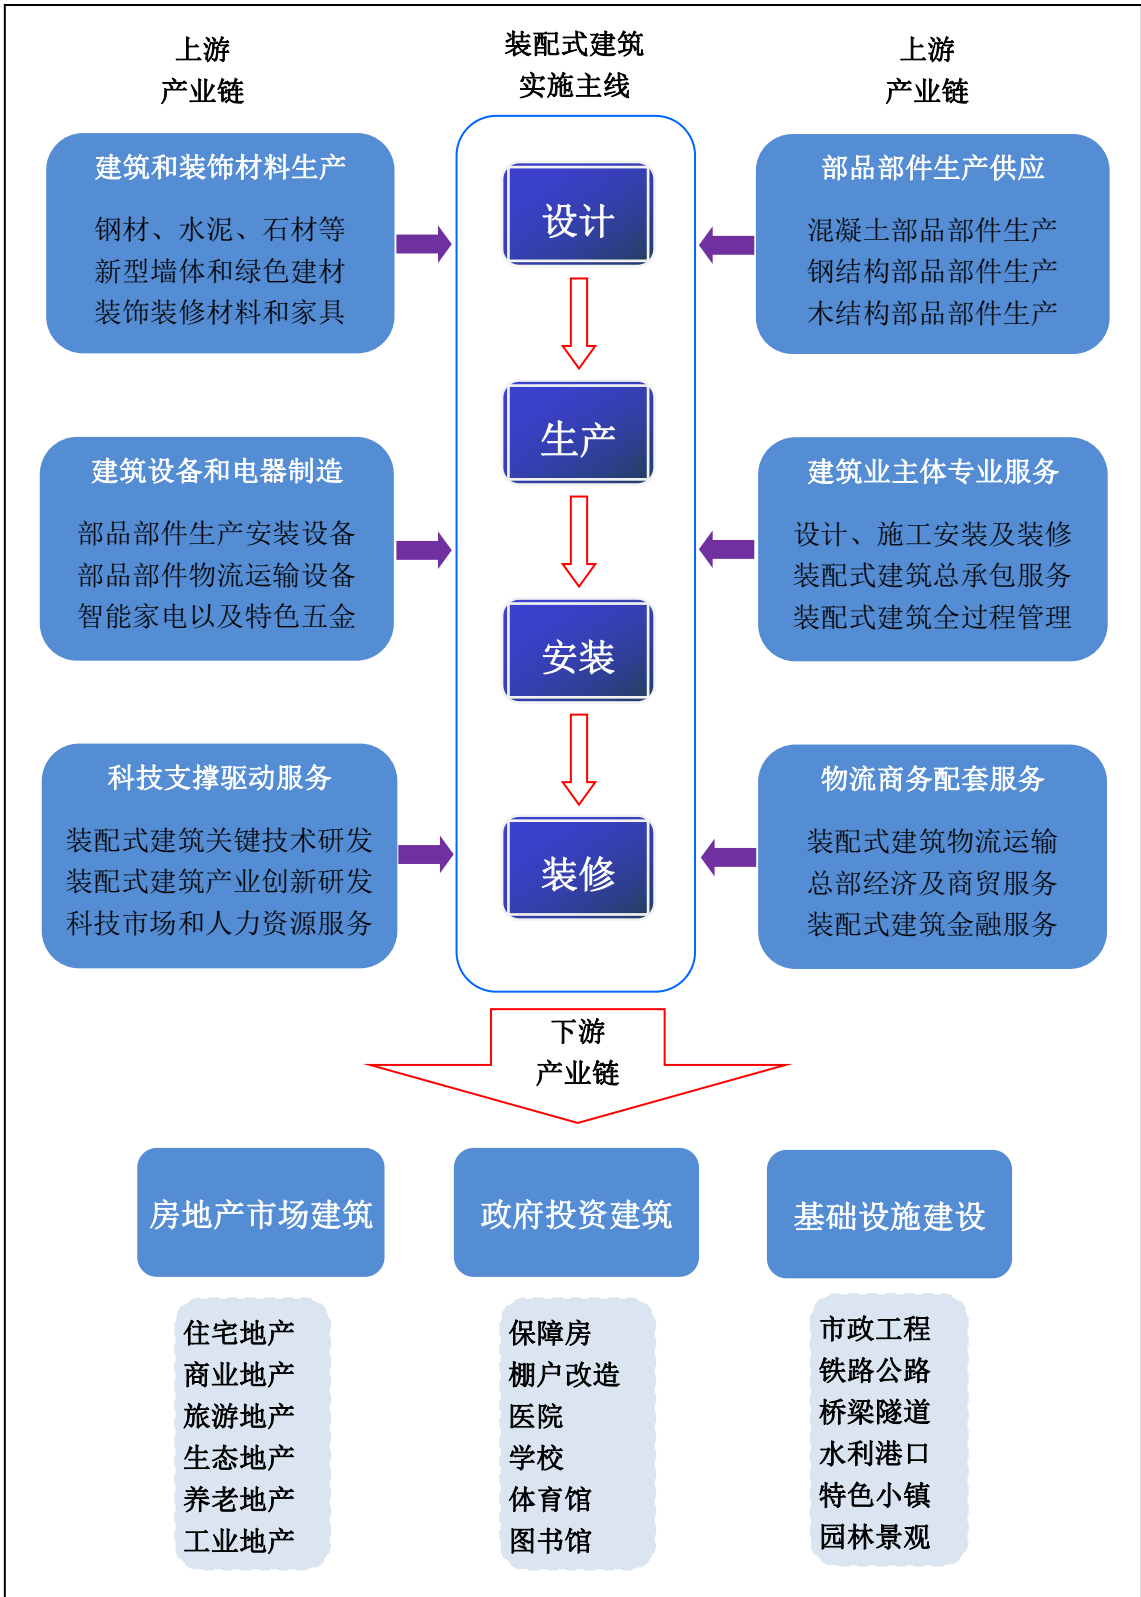 上游
产业链
装配式建筑
实施主线
上游
产业链
建筑和装饰材料生产
钢材、水泥、石材等
新型墙体和绿色建材
装饰装修材料和家具
设计
部品部件生产供应
混凝土部品部件生产
钢结构部品部件生产
木结构部品部件生产
生产
建筑设备和电器制造
部品部件生产安装设备
部品部件物流运输设备
智能家电以及特色五金
建筑业主体专业服务
设计、施工安装及装修
装配式建筑总承包服务
装配式建筑全过程管理
安装
科技支撑驱动服务
装配式建筑关键技术研发
装配式建筑产业创新研发
科技市场和人力资源服务
装修
物流商务配套服务
装配式建筑物流运输
总部经济及商贸服务
装配式建筑金融服务
下游
产业链
房地产市场建筑
住宅地产
商业地产
旅游地产
生态地产
养老地产
工业地产
政府投资建筑
保障房
棚户改造
医院
学校
体育馆
图书馆
基础设施建设
市政工程
铁路公路
桥梁隧道
水利港口
特色小镇
园林景观